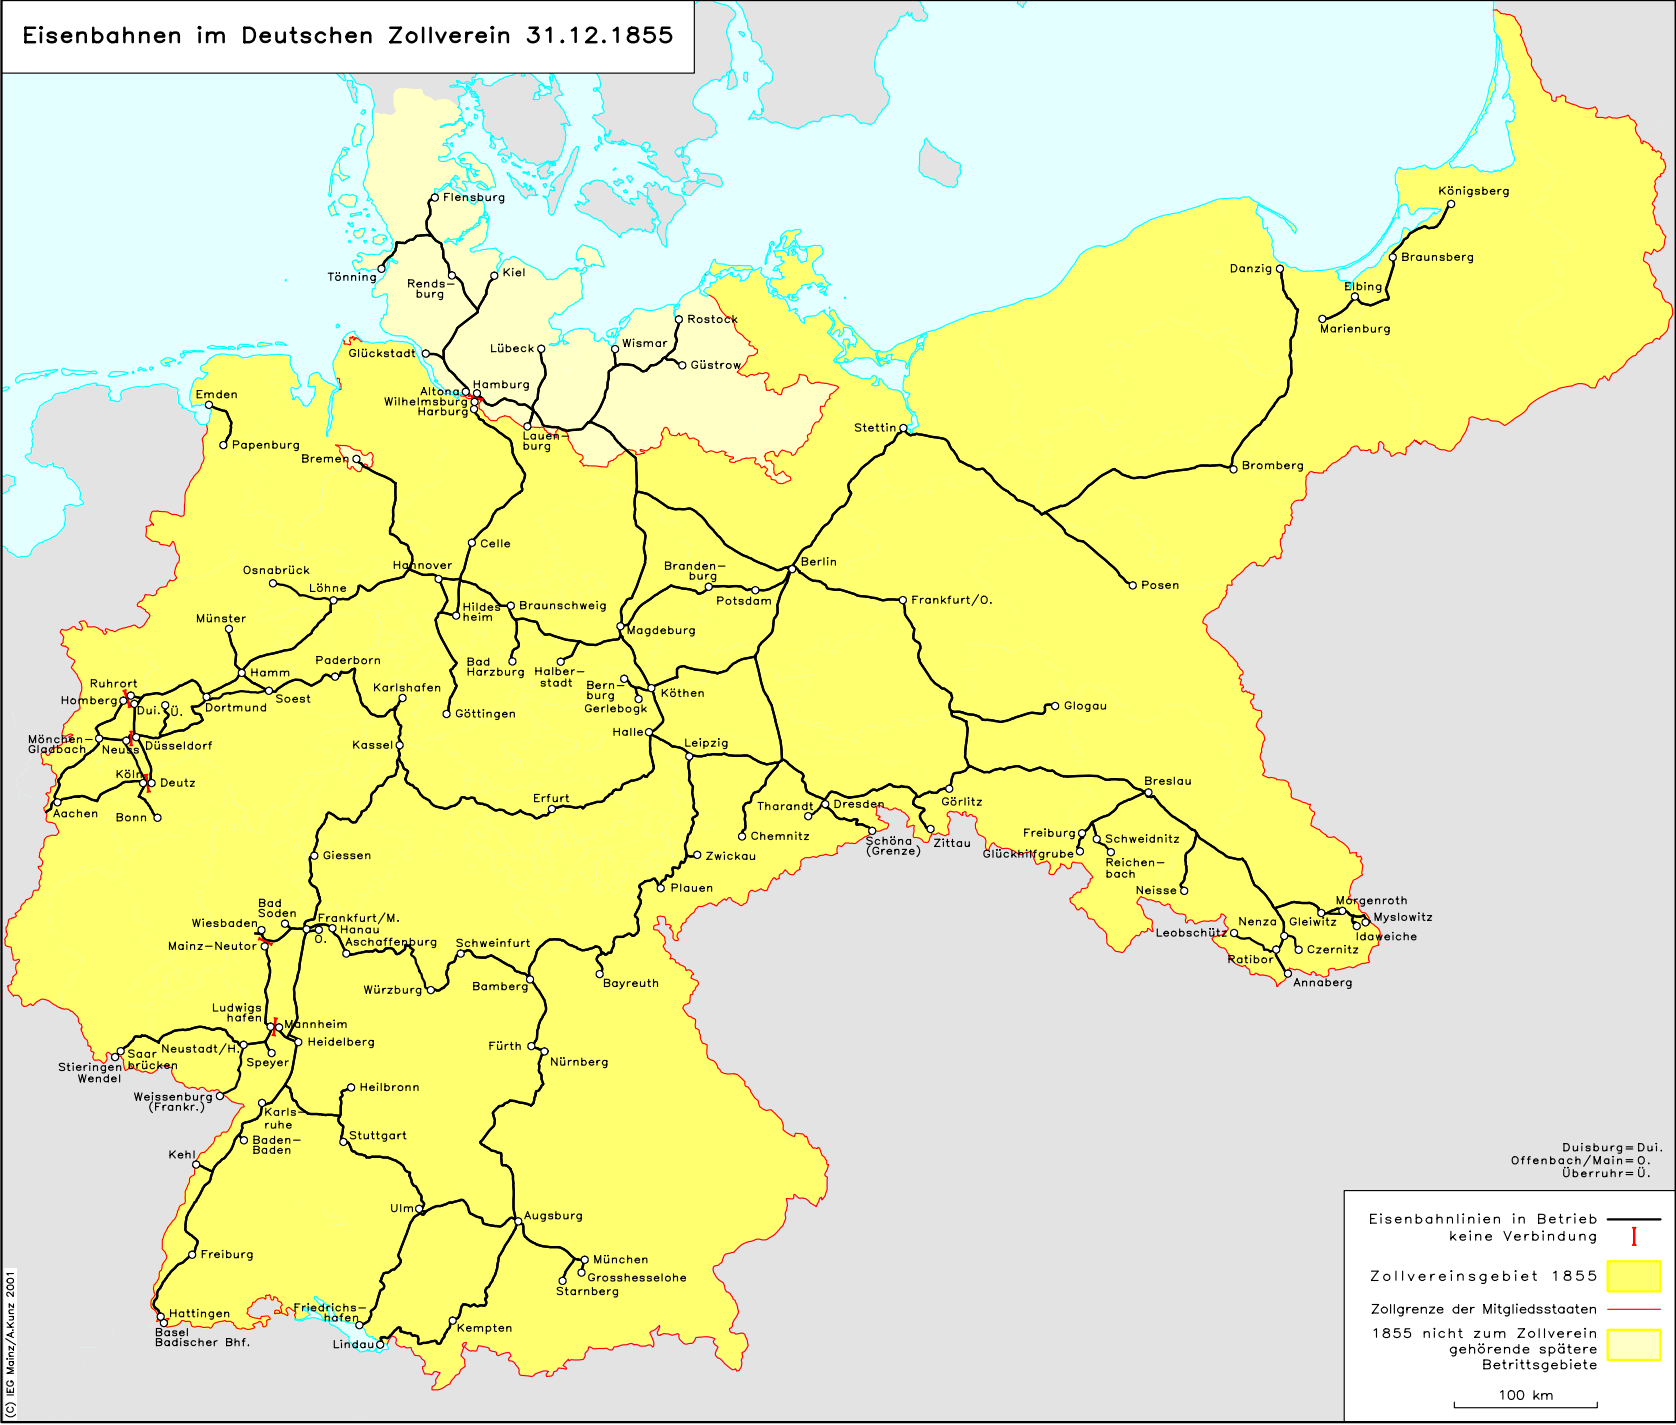 Eisenbahnen im Deutschen Zollverein 31.12.1855
Flensburg
Tönning
Rends-
burg
Kiel
Glückstadt
Lübeck
Wismar
Rostock
Güstrow
Altona
Hamburg
Wilhelmsburg
Harburg
Lauen-
burg
Königsberg
Braunsberg
Danzig
Elbing
Marienburg
Emden
Papenburg
Bremen
Stettin
Bromberg
Celle
Osnabrück
Löhne
Hannover
Hildes
heim
Braunschweig
Branden-
burg
Potsdam
Berlin
Frankfurt/O.
Posen
Münster
Magdeburg
Bad
Harzburg
Halber-
stadt
Bern-
burg
Gerlebogk
Köthen
Paderborn
Hamm
Soest
Karlshafen
Göttingen
Ruhrort
Homberg
Dui.
Ü.
Dortmund
Glogau
Mönchen-
Gladbach
Neuss
Düsseldorf
Kassel
Halle
Leipzig
Köln
Deutz
Aachen
Bonn
Erfurt
Tharandt
Dresden
Görlitz
Breslau
Chemnitz
Schöna
(Grenze)
Zittau
Freiburg
Schweidnitz
Glückhilfgrube
Reichen-
bach
Giessen
Zwickau
Plauen
Neisse
Bad
Soden
Wiesbaden
Frankfurt/M.
Hanau
O.
Mainz-Neutor
Aschaffenburg
Schweinfurt
Morgenroth
Nenza
Gleiwitz
Myslowitz
Leobschütz
Idaweiche
Czernitz
Ratibor
Annaberg
Würzburg
Bamberg
Bayreuth
Ludwigs
hafen
Mannheim
Saar
brücken
Neustadt/H.
Heidelberg
Speyer
Stieringen
Wendel
Fürth
Nürnberg
Weissenburg
(Frankr.)
Heilbronn
Karls-
ruhe
Baden-
Baden
Stuttgart
Kehl
Ulm
Augsburg
Freiburg
München
Grosshesselohe
Starnberg
Friedrichs-
hafen
Hattingen
Basel
Badischer Bhf.
Lindau
Kempten
Duisburg=Dui.
Offenbach/Main=O.
Überruhr=Ü.
Eisenbahnlinien in Betrieb
keine Verbindung
Zollvereinsgebiet 1855
Zollgrenze der Mitgliedsstaaten
1855 nicht zum Zollverein
gehörende spätere
Betrittsgebiete
100 km
(C) IEG Mainz/A.Kunz 2001